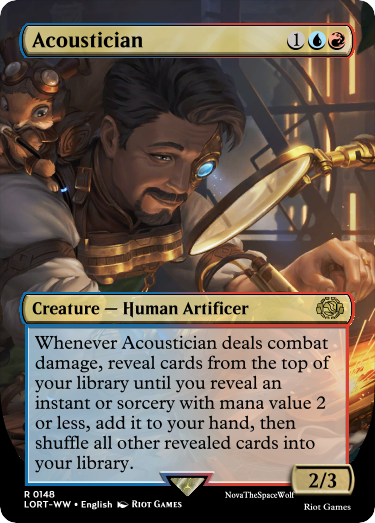 Acoustician 1
Creature — Human Artificer
Whenever Acoustician deals combat
damage, reveal cards from the top of
your library until you reveal an
instant or sorcery with mana value 2
or less, add it to your hand, then
shuffle all other revealed cards into
your library.
2/3
R 0148 NovaTheSpaceWolf
LORT-WW • English Riot Games Riot Games